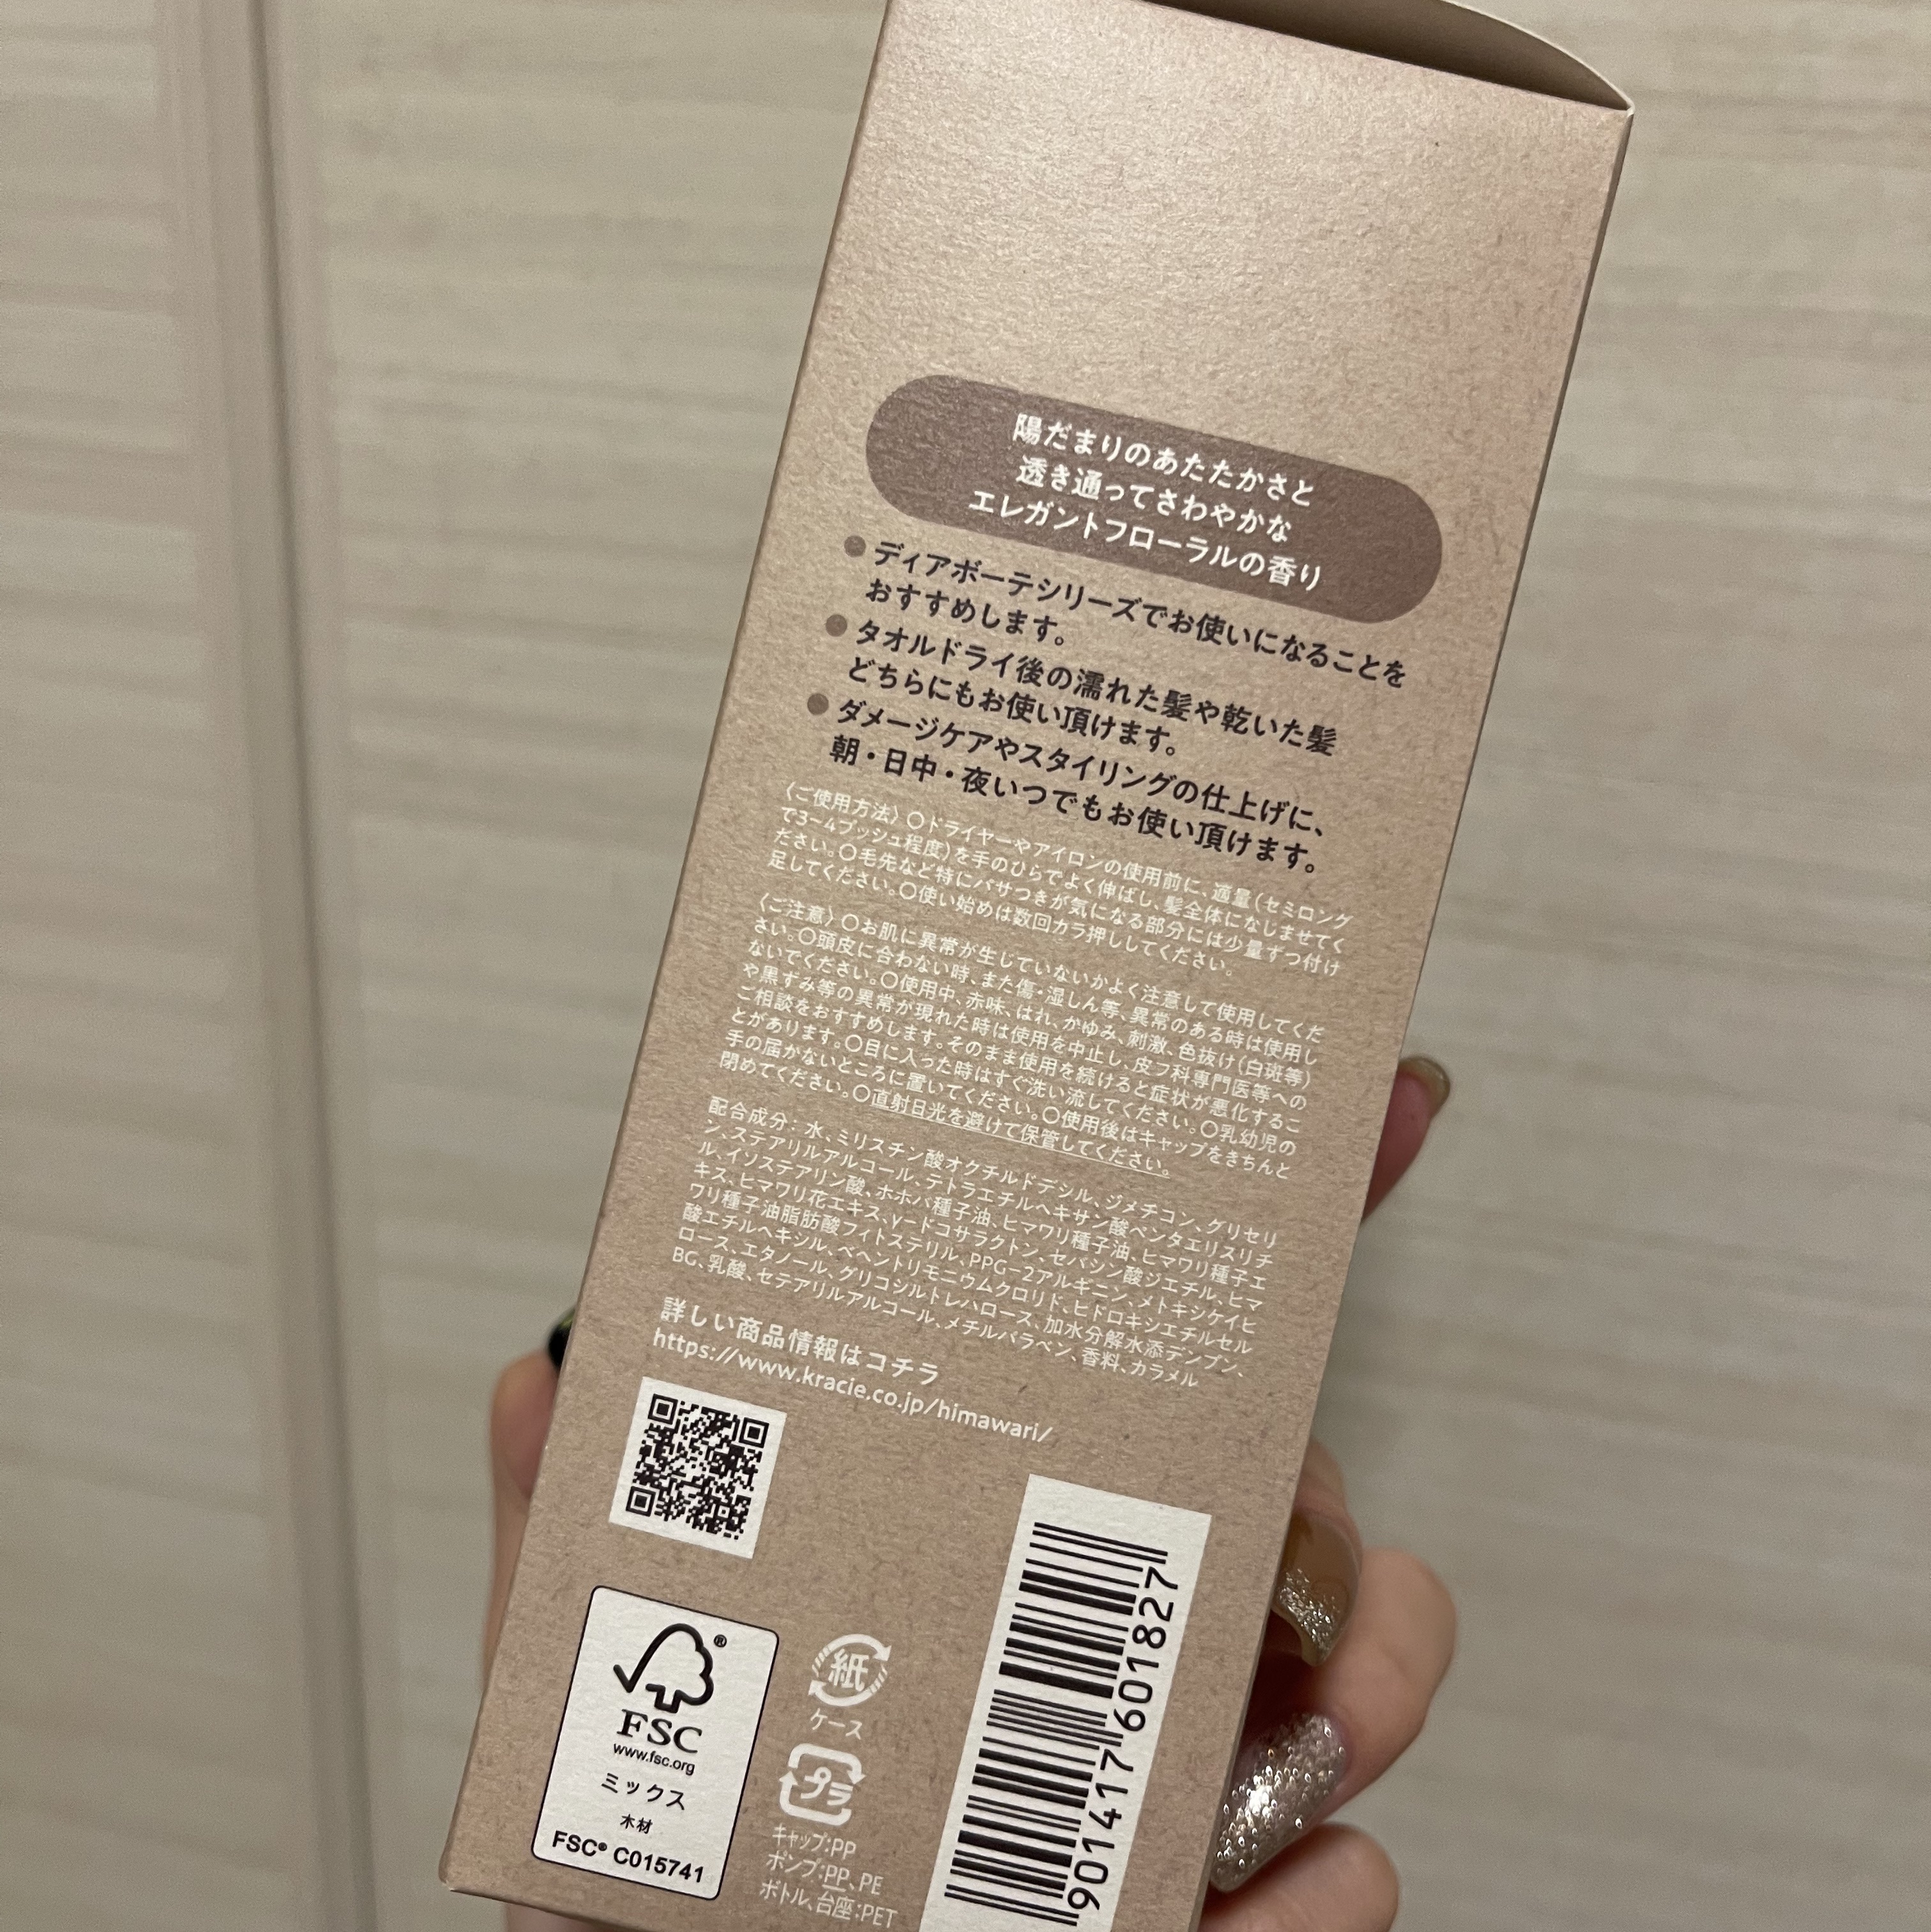 陽だまりのあたたかさと
透き通ってさわやかな
エレガントフローラルの香り
●ディアボーテシリーズでお使いになることを
おすすめします。
●タオルドライ後の濡れた髪や乾いた髪
どちらにもお使い頂けます。
●ダメージケアやスタイリングの仕上げに、
朝・日中・夜いつでもお使い頂けます。
〈ご使用方法〉○ドライヤーやアイロンの使用前に、適量(セミロング
で3〜4プッシュ程度)を手のひらでよく伸ばし、髪全体になじませてく
ださい。○毛先など特にパサつきが気になる部分には少量ずつ付け
足してください。○使い始めは数回カラ押ししてください。
〈ご注意〉○お肌に異常が生じていないかよく注意して使用してくだ
さい。○頭皮に合わない時、また傷・湿しん等、異常のある時は使用し
ないでください。○使用中、赤味、はれ、かゆみ、刺激、色抜け(白斑等)
や黒ずみ等の異常が現れた時は使用を中止し、皮フ科専門医等への
ご相談をおすすめします。そのまま使用を続けると症状が悪化するこ
とがあります。○目に入った時はすぐ洗い流してください。○乳幼児の
手の届かないところに置いてください。○使用後はキャップをきちんと
閉めてください。○直射日光を避けて保管してください。
配合成分：水、ミリスチン酸オクチルドデシル、ジメチコン、グリセリ
ン、ステアリルアルコール、テトラエチルヘキサン酸ペンタエリスリチ
ル、イソステアリン酸、ホホバ種子油、ヒマワリ種子油、ヒマワリ種子エ
キス、ヒマワリ花エキス、γ-ドコサラクトン、セバシン酸ジエチル、ヒマ
ワリ種子油脂肪酸フィトステリル、PPG-2アルギニン、メトキシケイヒ
酸エチルヘキシル、ベヘントリモニウムクロリド、ヒドロキシエチルセル
ロース、エタノール、グリコシルトレハロース、加水分解水添デンプン、
BG、乳酸、セテアリルアルコール、メチルパラベン、香料、カラメル
詳しい商品情報はコチラ
https://www.kracie.co.jp/himawari/
FSC®
www.fsc.org
ミックス
木材
FSC® C015741
紙
ケース
プラ
キャップ:PP
ポンプ:PP、PE
ボトル、台座:PET
4901417601827